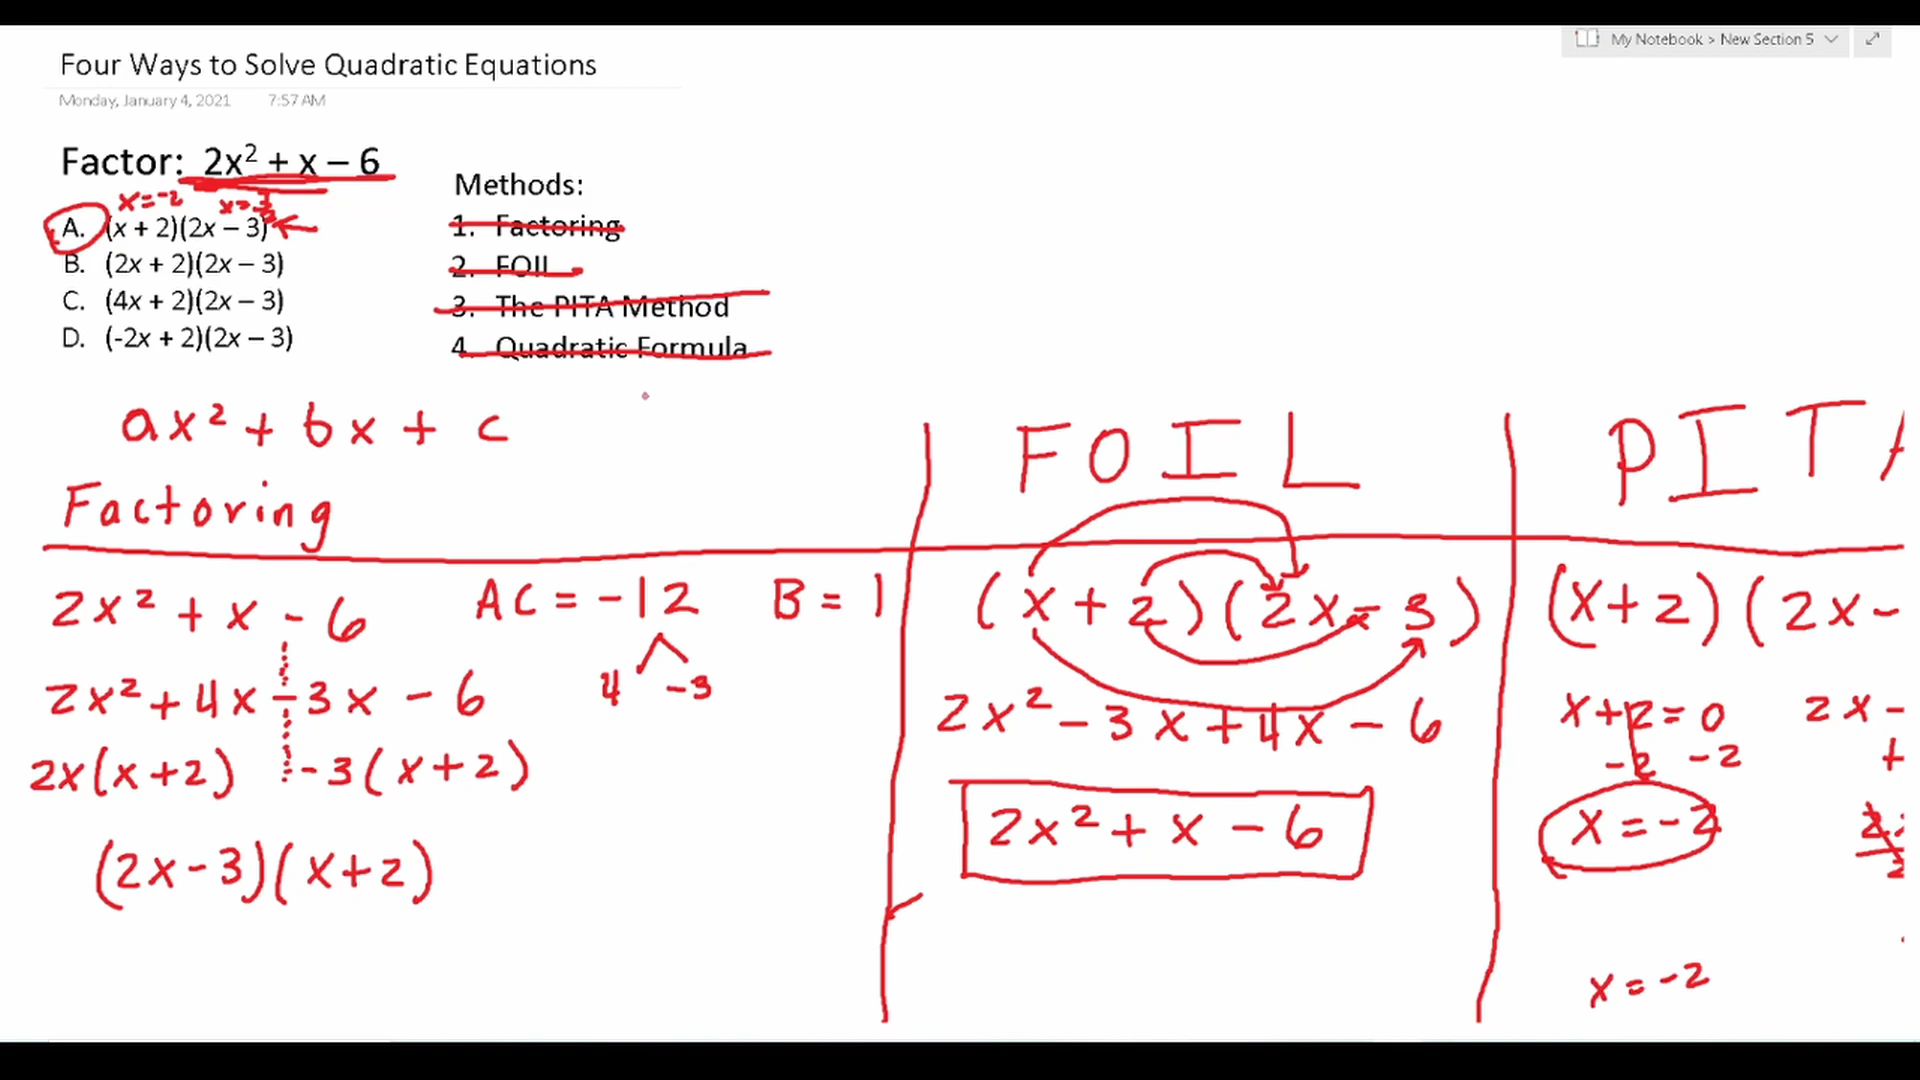 My Notebook > New Section 5
Four Ways to Solve Quadratic Equations
Monday, January 4, 2021 7:57 AM
Factor: 2x² + x – 6
x = -2
A. (x + 2)(2x – 3)
B. (2x + 2)(2x – 3)
C. (4x + 2)(2x – 3)
D. (-2x + 2)(2x – 3)
Methods:
1. Factoring
2. FOIL
3. The PITA Method
4. Quadratic Formula
ax² + bx + c
Factoring
2x² + x - 6
AC = -12 B = 1
4 -3
2x² + 4x - 3x - 6
2x(x+2) -3(x+2)
(2x-3)(x+2)
FOIL
(x+2)(2x-3)
2x² - 3x + 4x - 6
2x² + x - 6
PITA
(x+2)(2x-
x+2=0 2x-
-2 -2 +
x = -2
x = -2